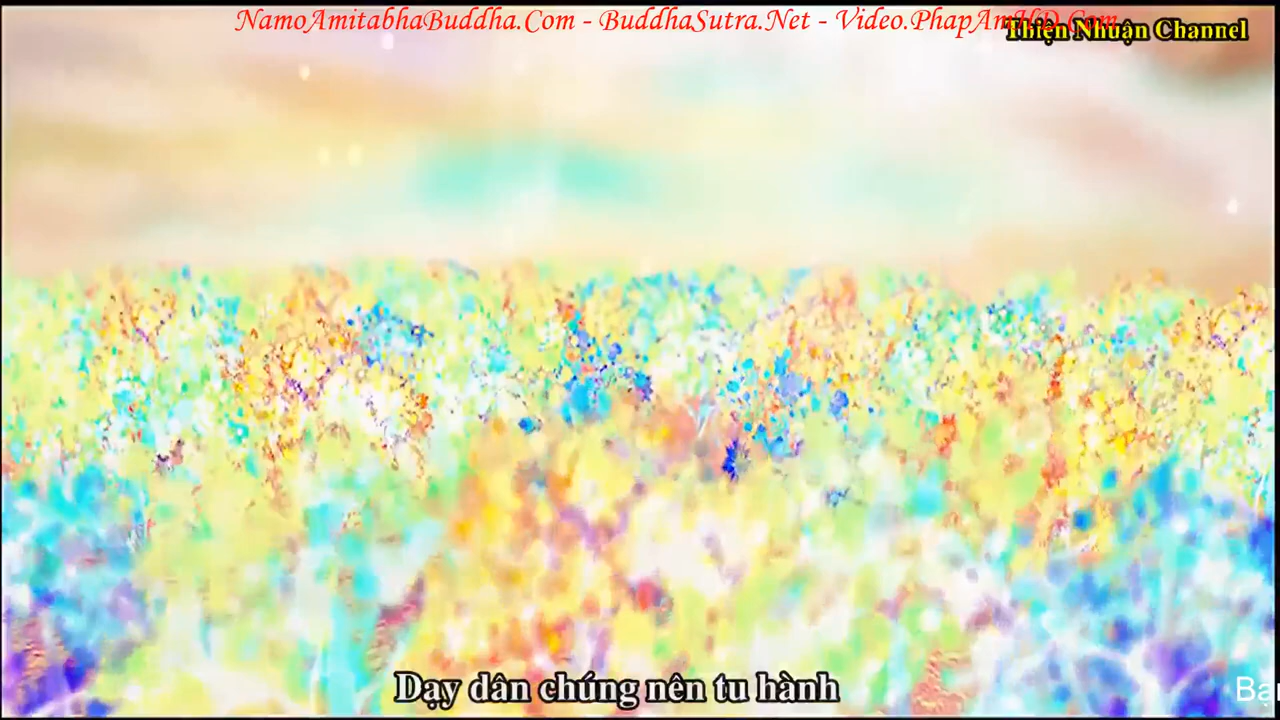 NamoAmitabhaBuddha.Com - BuddhaSutra.Net - Video.PhapAmHD.Com
Thiện Nhuận Channel
Dạy dân chúng nên tu hành